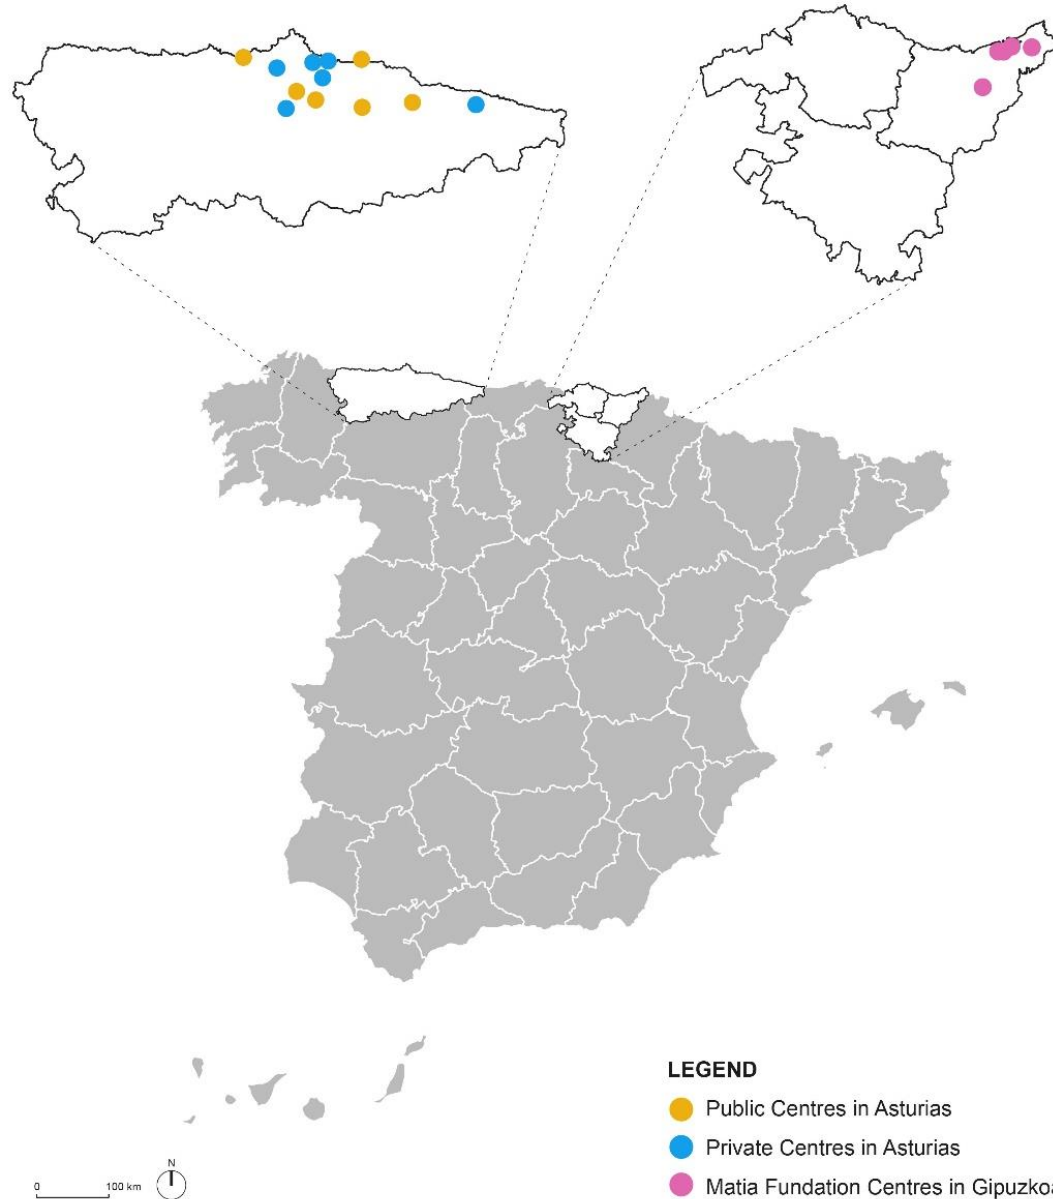 LEGEND
Public Centres in Asturias
Private Centres in Asturias
Matia Fundation Centres in Gipuzkoa
0 100 km
N